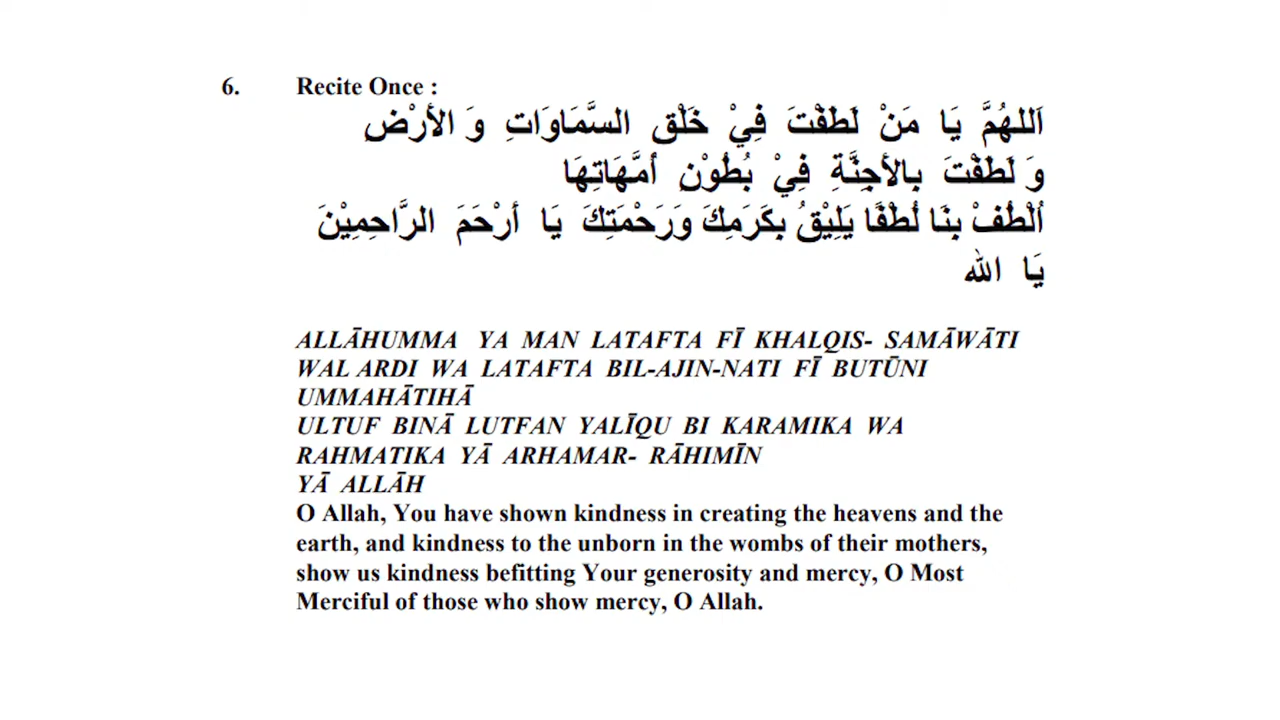 6. Recite Once :
اَللهُمَّ يَا مَنْ لَطَفْتَ فِيْ خَلْقِ السَّمَاوَاتِ وَ الأَرْضِ
وَ لَطَفْتَ بِالأَجِنَّةِ فِيْ بُطُوْنِ أُمَّهَاتِهَا
اُلْطُفْ بِنَا لُطْفًا يَلِيْقُ بِكَرَمِكَ وَرَحْمَتِكَ يَا أَرْحَمَ الرَّاحِمِيْنَ
يَا الله
ALLĀHUMMA YA MAN LATAFTA FĪ KHALQIS- SAMĀWĀTI
WAL ARDI WA LATAFTA BIL-AJIN-NATI FĪ BUTŪNI
UMMAHĀTIHĀ
ULTUF BINĀ LUTFAN YALĪQU BI KARAMIKA WA
RAHMATIKA YĀ ARHAMAR- RĀHIMĪN
YĀ ALLĀH
O Allah, You have shown kindness in creating the heavens and the
earth, and kindness to the unborn in the wombs of their mothers,
show us kindness befitting Your generosity and mercy, O Most
Merciful of those who show mercy, O Allah.